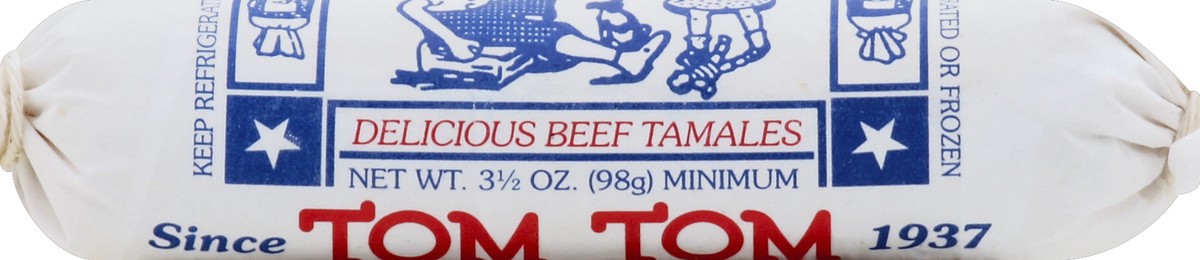 KEEP REFRIGERAT
ATED OR FROZEN
DELICIOUS BEEF TAMALES
NET WT. 3½ OZ. (98g) MINIMUM
Since TOM TOM 1937